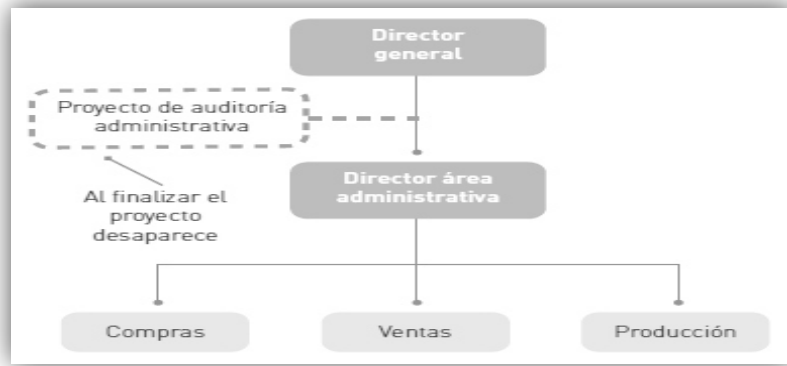 Director
general
Proyecto de auditoría
administrativa
Director área
administrativa
Al finalizar el
proyecto
desaparece
Compras
Ventas
Producción